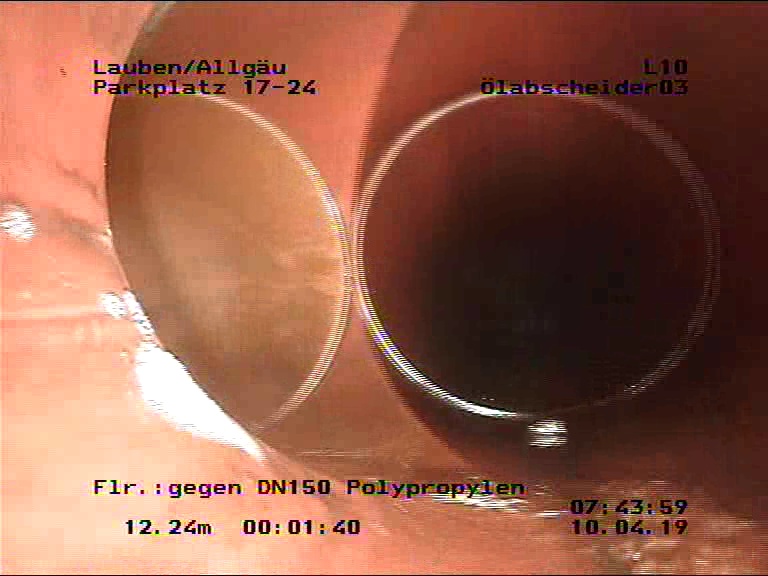 Lauben/Allgäu L10
Parkplatz 17-24 Ölabscheider03
Flr.:gegen DN150 Polypropylen
07:43:59
12.24m 00:01:40 10.04.19